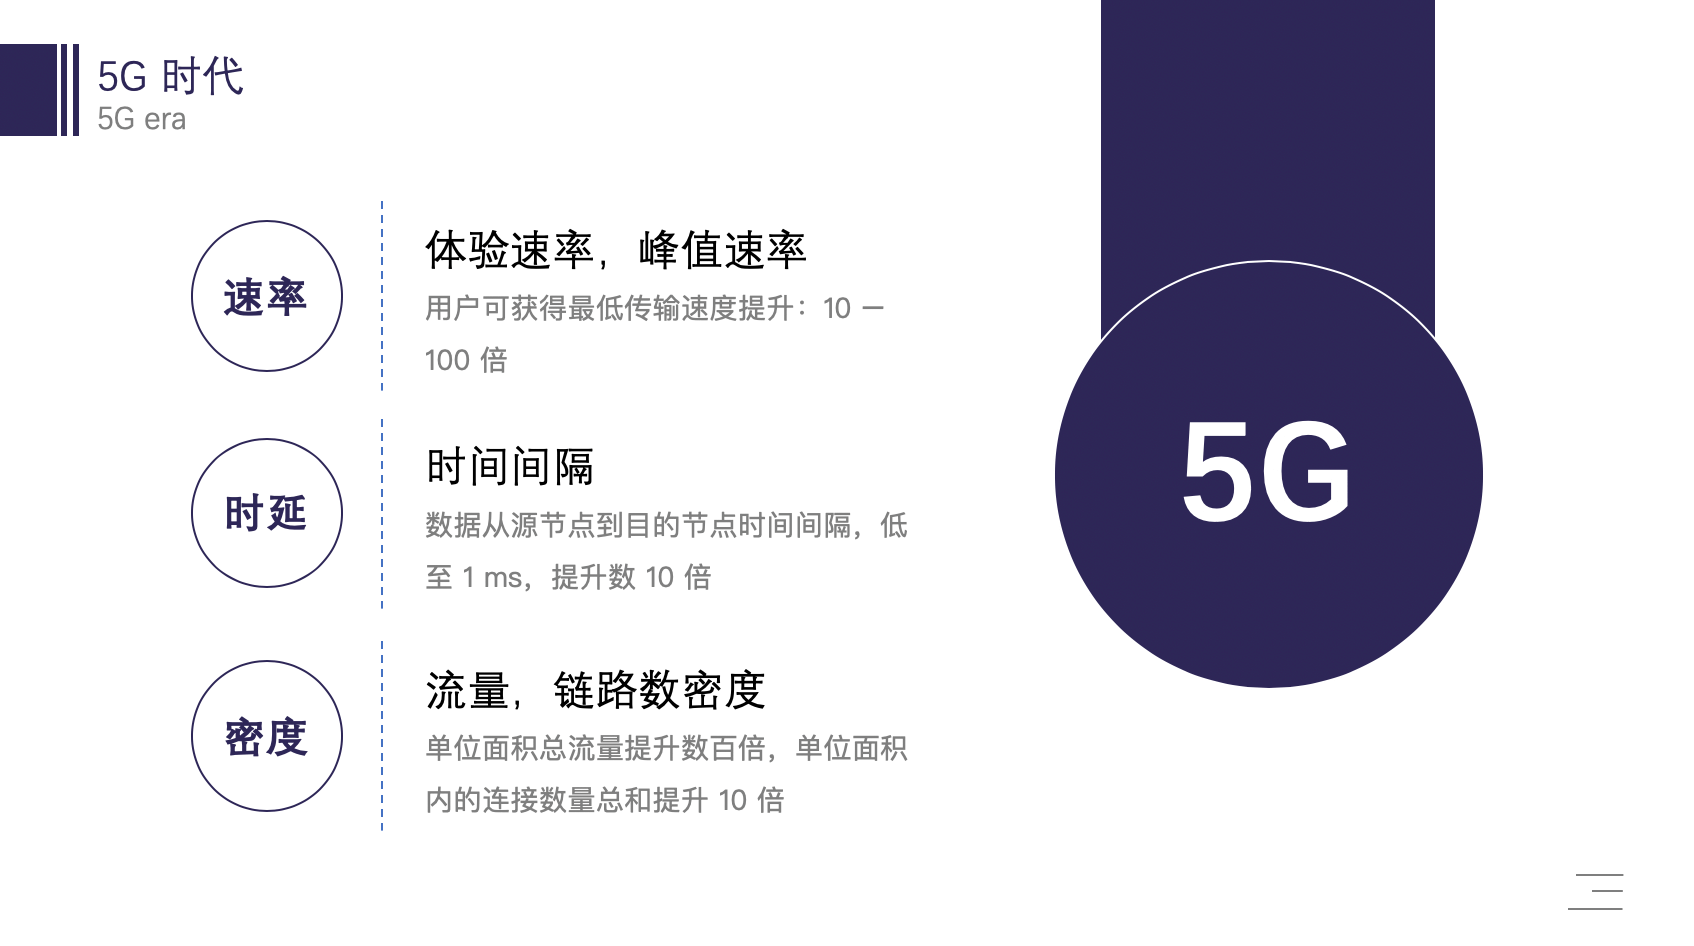 5G 时代
5G era
速率
体验速率，峰值速率
用户可获得最低传输速度提升：10 —
100 倍
时延
时间间隔
数据从源节点到目的节点时间间隔，低
至 1 ms，提升数 10 倍
密度
流量，链路数密度
单位面积总流量提升数百倍，单位面积
内的连接数量总和提升 10 倍
5G